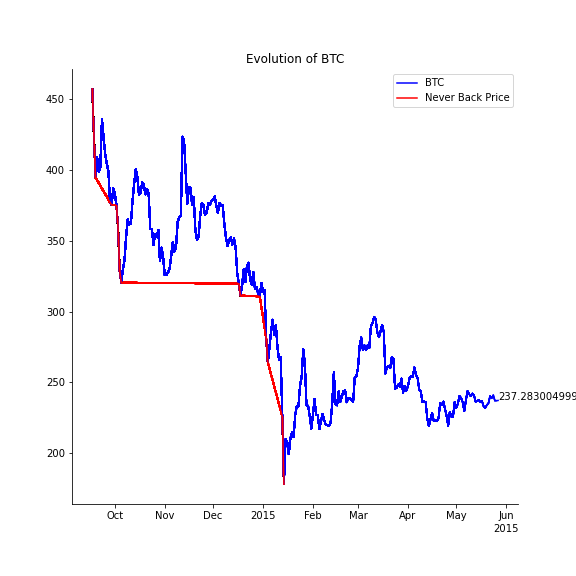 Evolution of BTC
BTC
Never Back Price
450
400
350
300
250
200
237.283004999
Oct
Nov
Dec
2015
Feb
Mar
Apr
May
Jun
2015